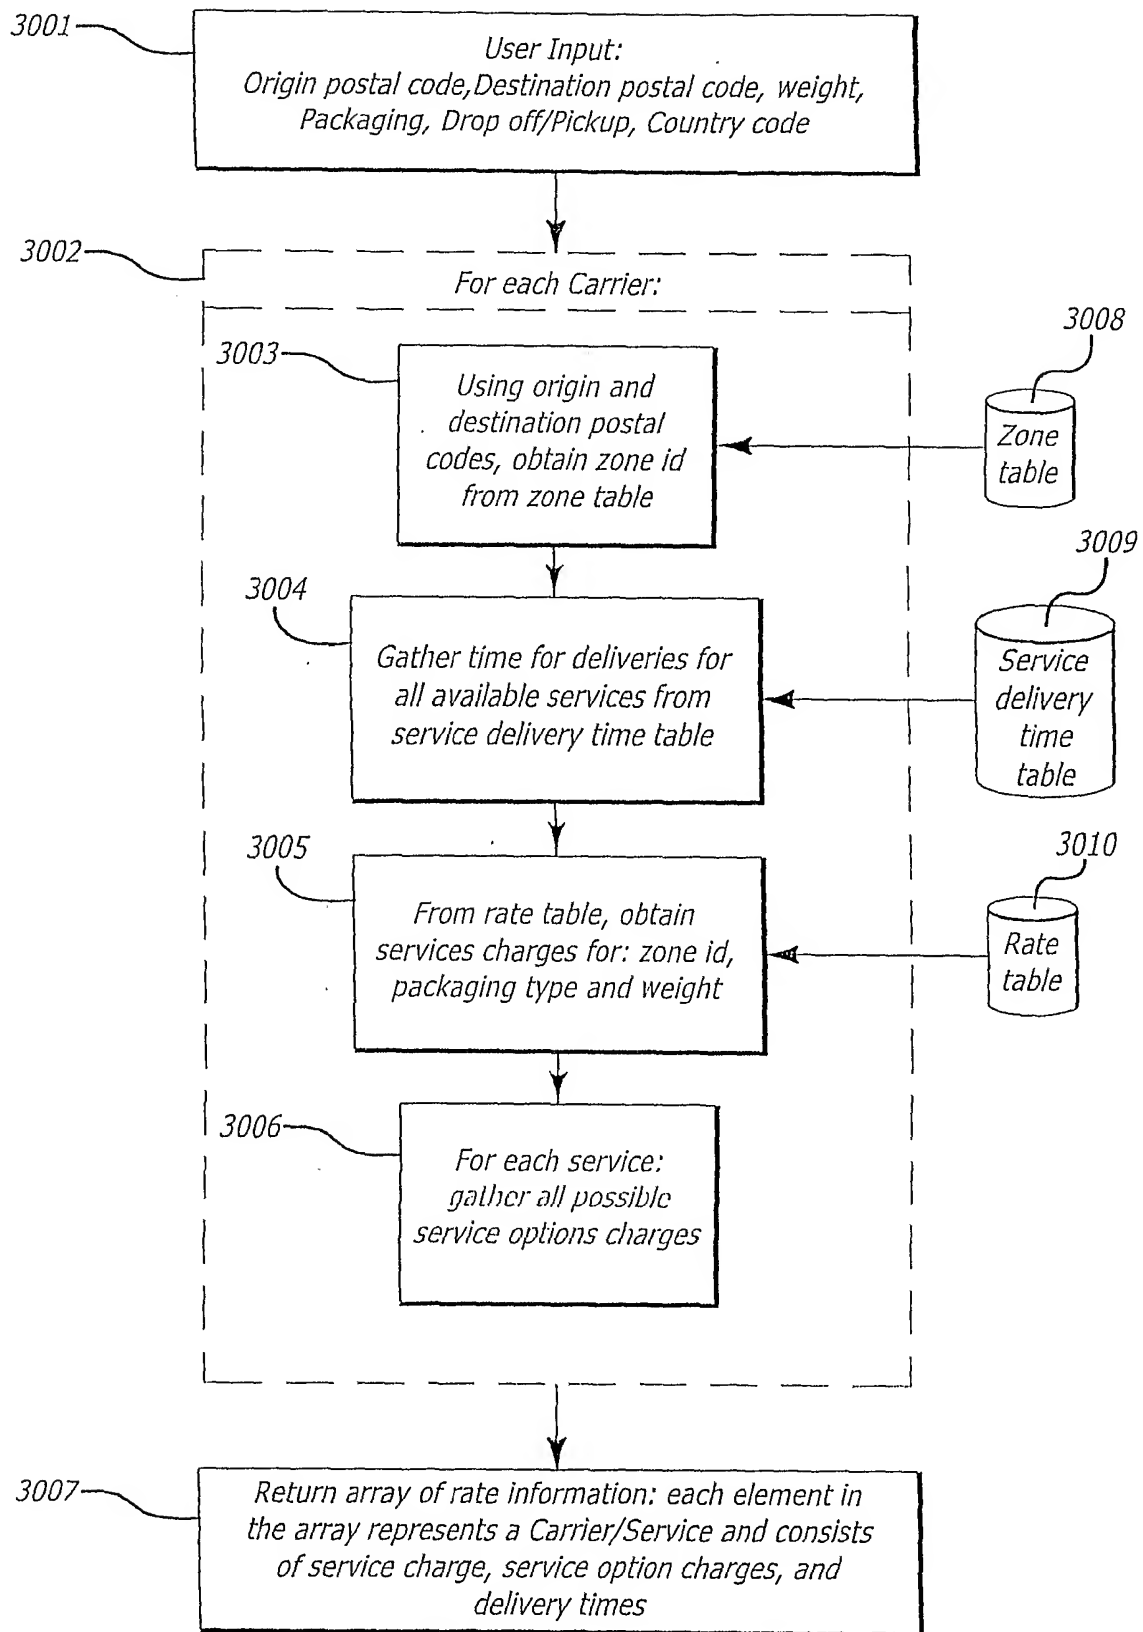 3001
User Input:
Origin postal code,Destination postal code, weight,
Packaging, Drop off/Pickup, Country code
3002
For each Carrier:
3003
Using origin and
destination postal
codes, obtain zone id
from zone table
3008
Zone
table
3004
Gather time for deliveries for
all available services from
service delivery time table
3009
Service
delivery
time
table
3005
From rate table, obtain
services charges for: zone id,
packaging type and weight
3010
Rate
table
3006
For each service:
gather all possible
service options charges
3007
Return array of rate information: each element in
the array represents a Carrier/Service and consists
of service charge, service option charges, and
delivery times